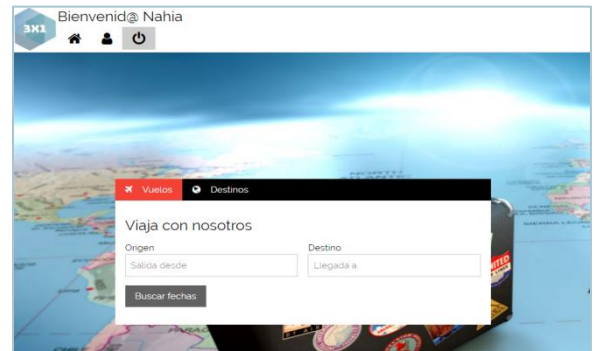 3X1
Bienvenid@ Nahia
Vuelos Destinos
Viaja con nosotros
Origen Destino
Salida desde Llegada a
Buscar fechas